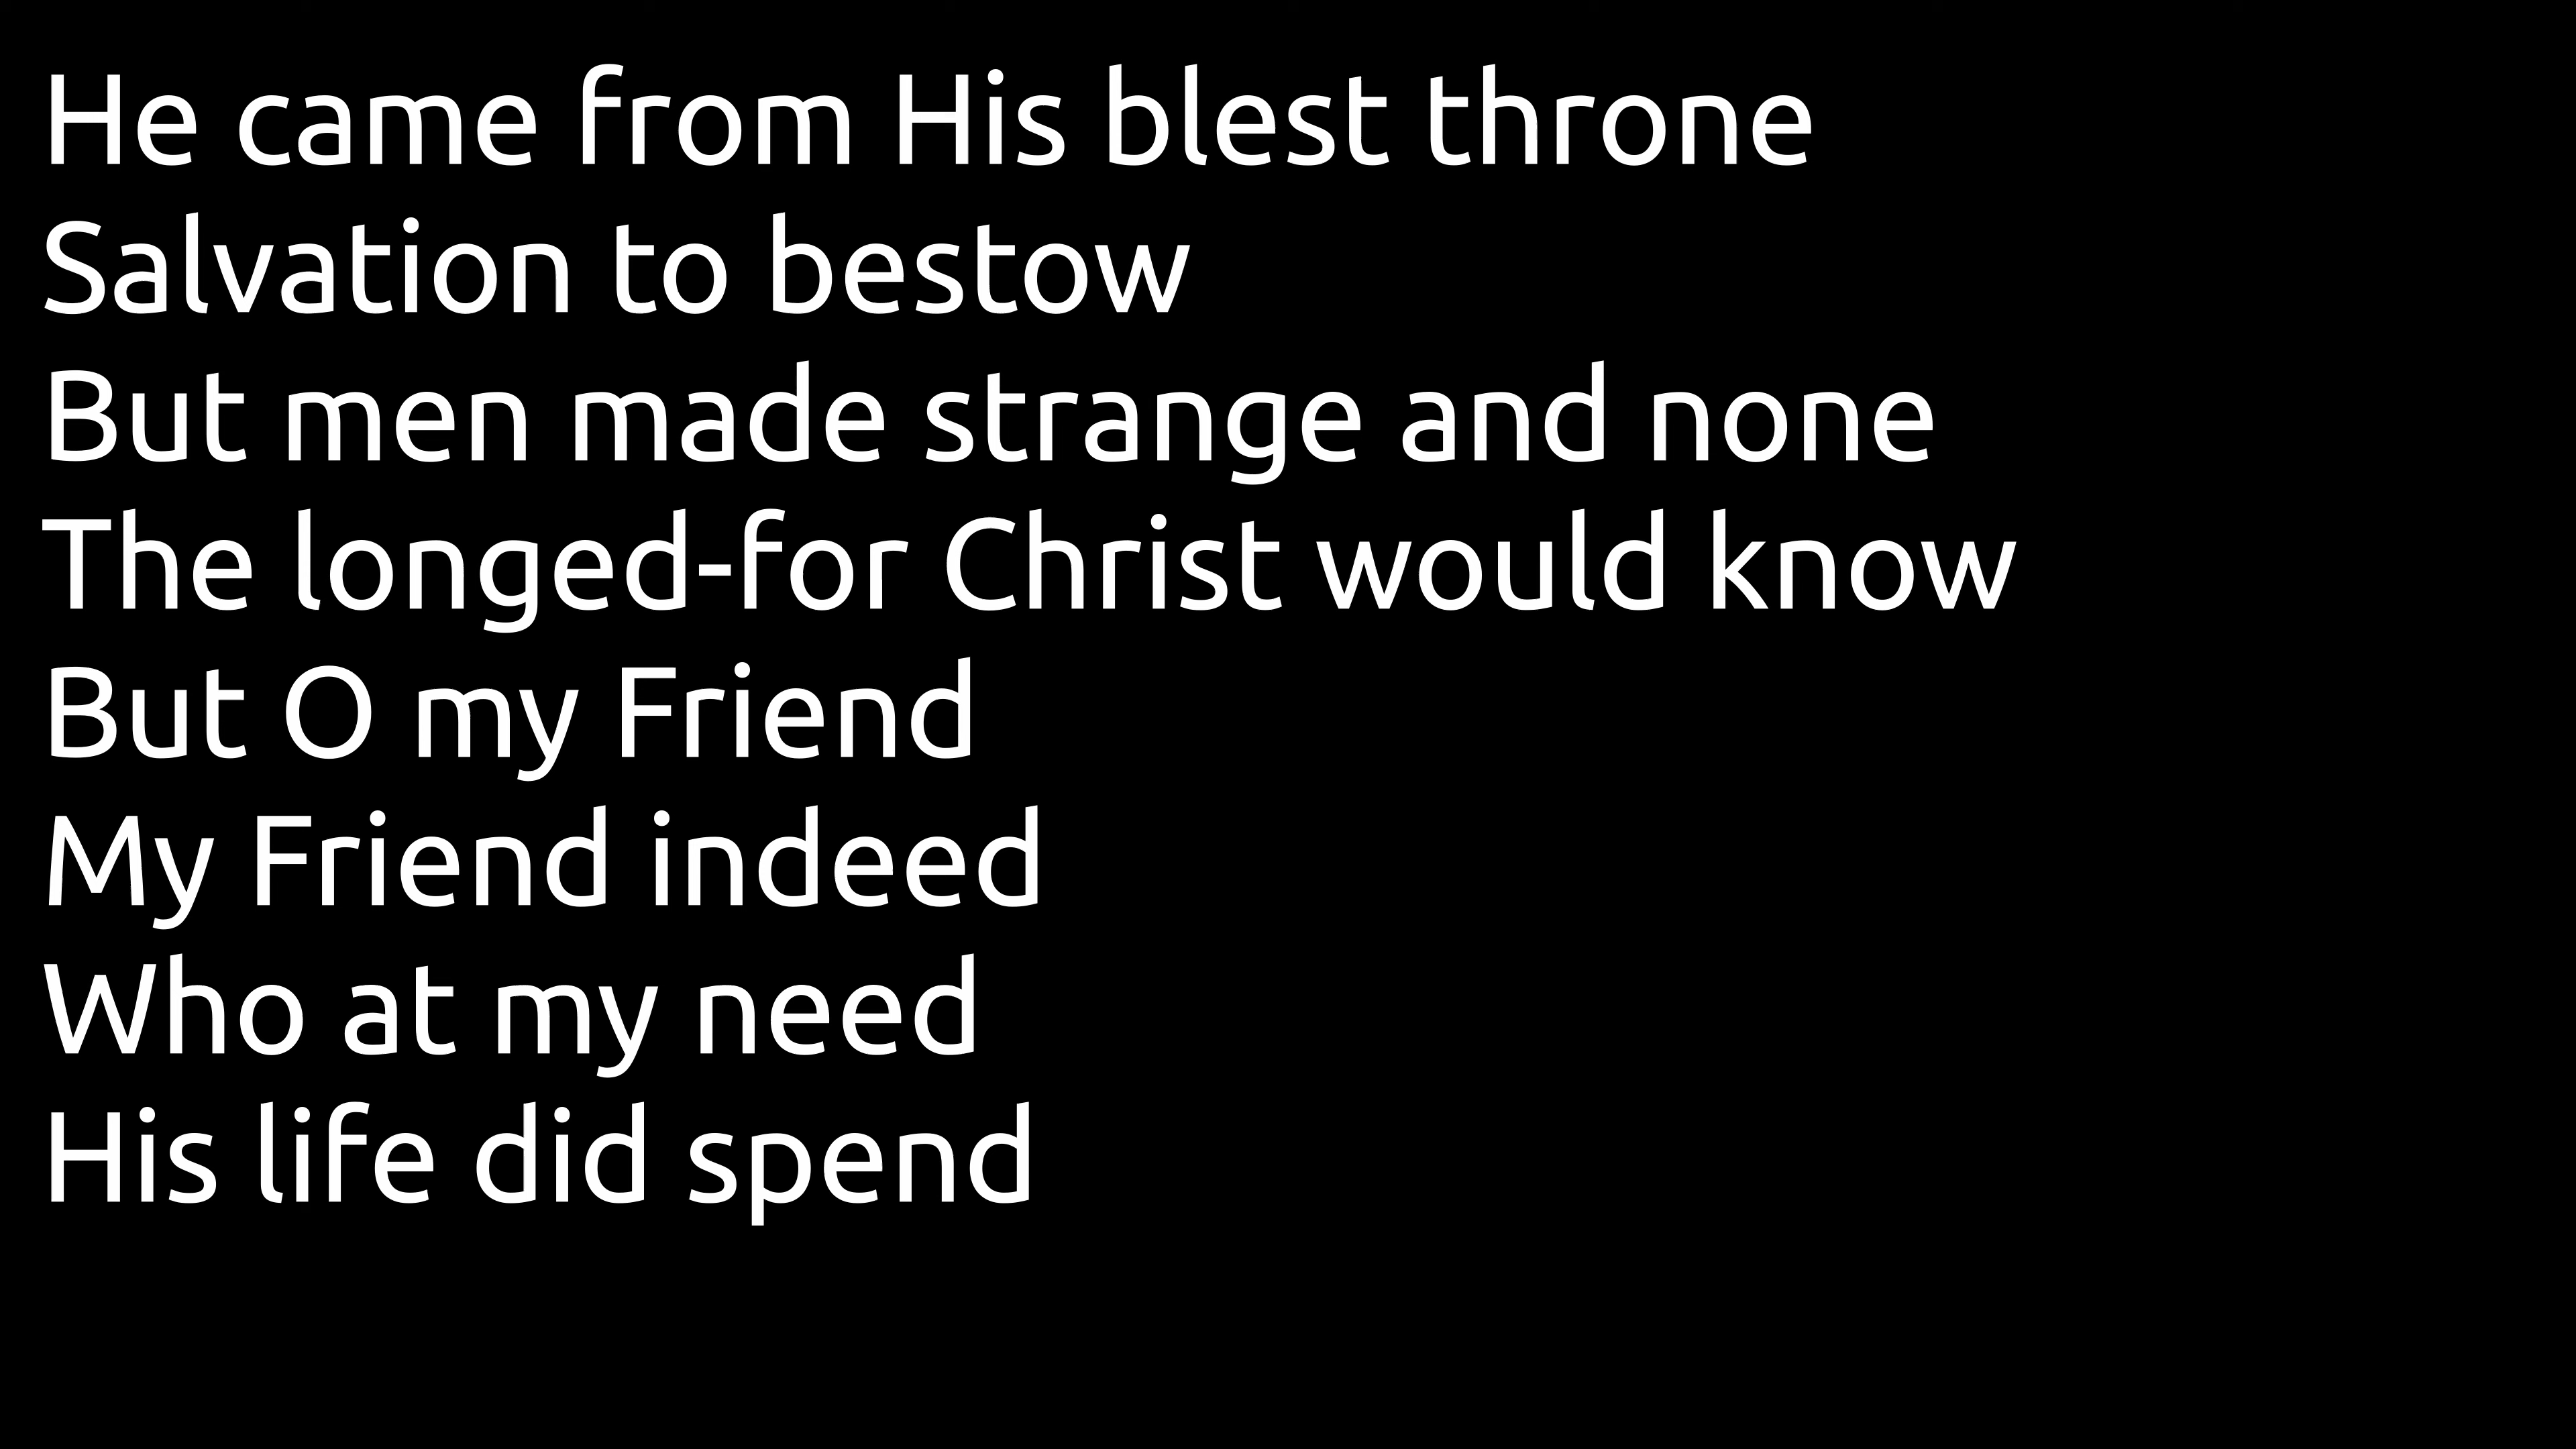 He came from His blest throne
Salvation to bestow
But men made strange and none
The longed-for Christ would know
But O my Friend
My Friend indeed
Who at my need
His life did spend